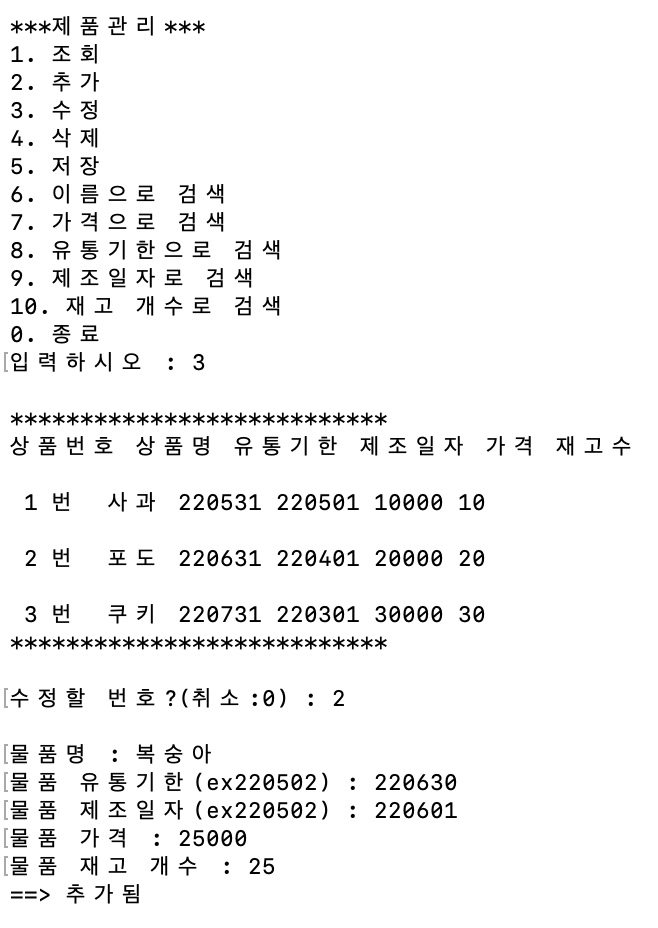 ***제품관리***
1. 조회
2. 추가
3. 수정
4. 삭제
5. 저장
6. 이름으로 검색
7. 가격으로 검색
8. 유통기한으로 검색
9. 제조일자로 검색
10. 재고 개수로 검색
0. 종료
[입력하시오 : 3
***************************
상품번호 상품명 유통기한 제조일자 가격 재고수
1 번 사과 220531 220501 10000 10
2 번 포도 220631 220401 20000 20
3 번 쿠키 220731 220301 30000 30
***************************
[수정할 번호?(취소:0) : 2
[물품명 : 복숭아
[물품 유통기한(ex220502) : 220630
[물품 제조일자(ex220502) : 220601
[물품 가격 : 25000
[물품 재고 개수 : 25
==> 추가됨